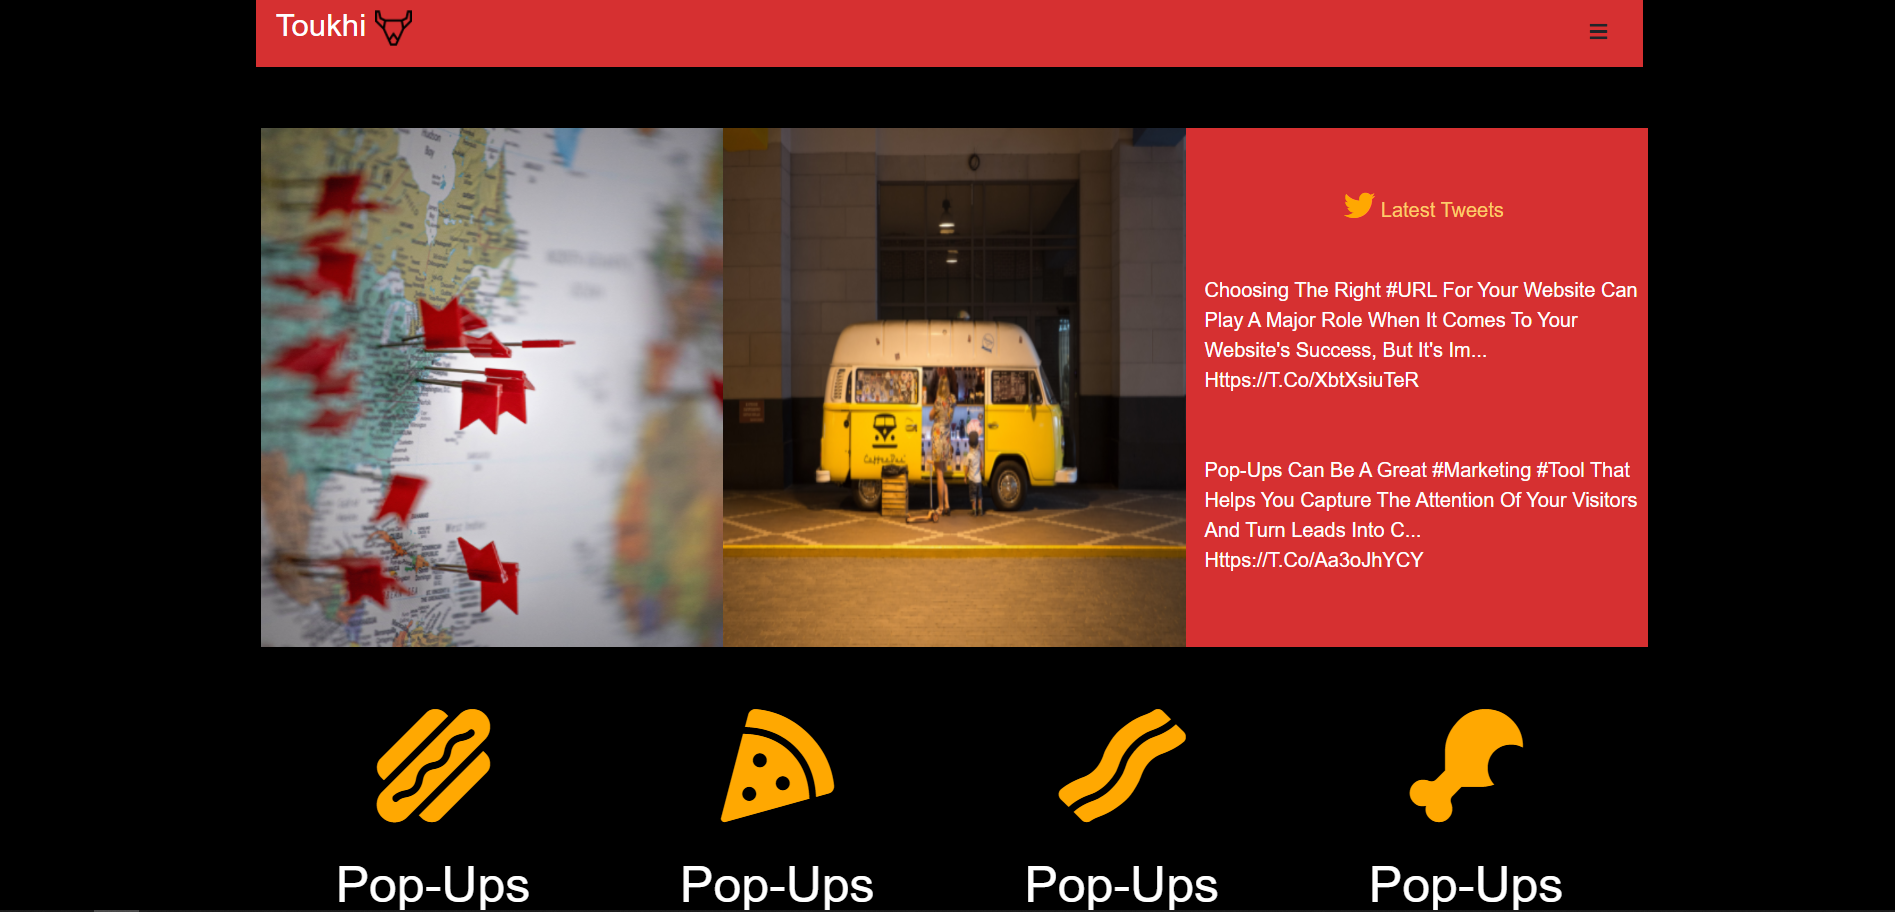 Toukhi
Latest Tweets
Choosing The Right #URL For Your Website Can
Play A Major Role When It Comes To Your
Website's Success, But It's Im...
Https://T.Co/XbtXsiuTeR
Pop-Ups Can Be A Great #Marketing #Tool That
Helps You Capture The Attention Of Your Visitors
And Turn Leads Into C...
Https://T.Co/Aa3oJhYCY
Pop-Ups
Pop-Ups
Pop-Ups
Pop-Ups